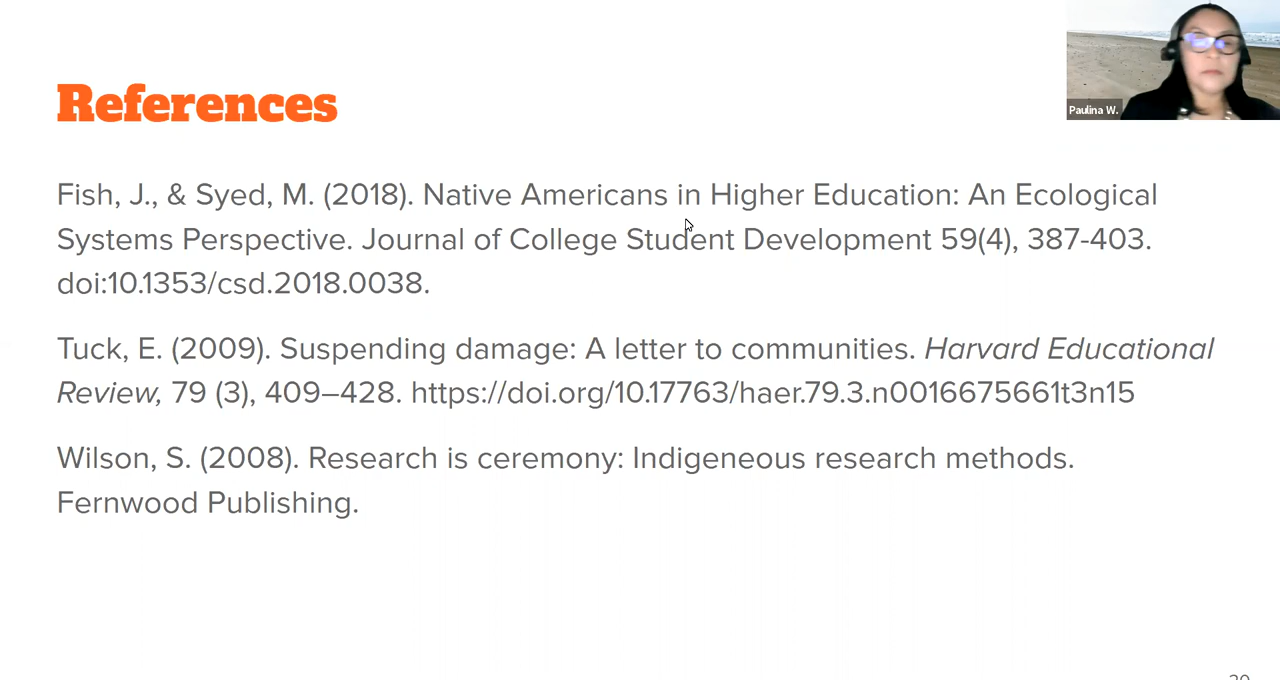 References
Paulina W.
Fish, J., & Syed, M. (2018). Native Americans in Higher Education: An Ecological
Systems Perspective. Journal of College Student Development 59(4), 387-403.
doi:10.1353/csd.2018.0038.
Tuck, E. (2009). Suspending damage: A letter to communities. Harvard Educational
Review, 79 (3), 409–428. https://doi.org/10.17763/haer.79.3.n0016675661t3n15
Wilson, S. (2008). Research is ceremony: Indigeneous research methods.
Fernwood Publishing.